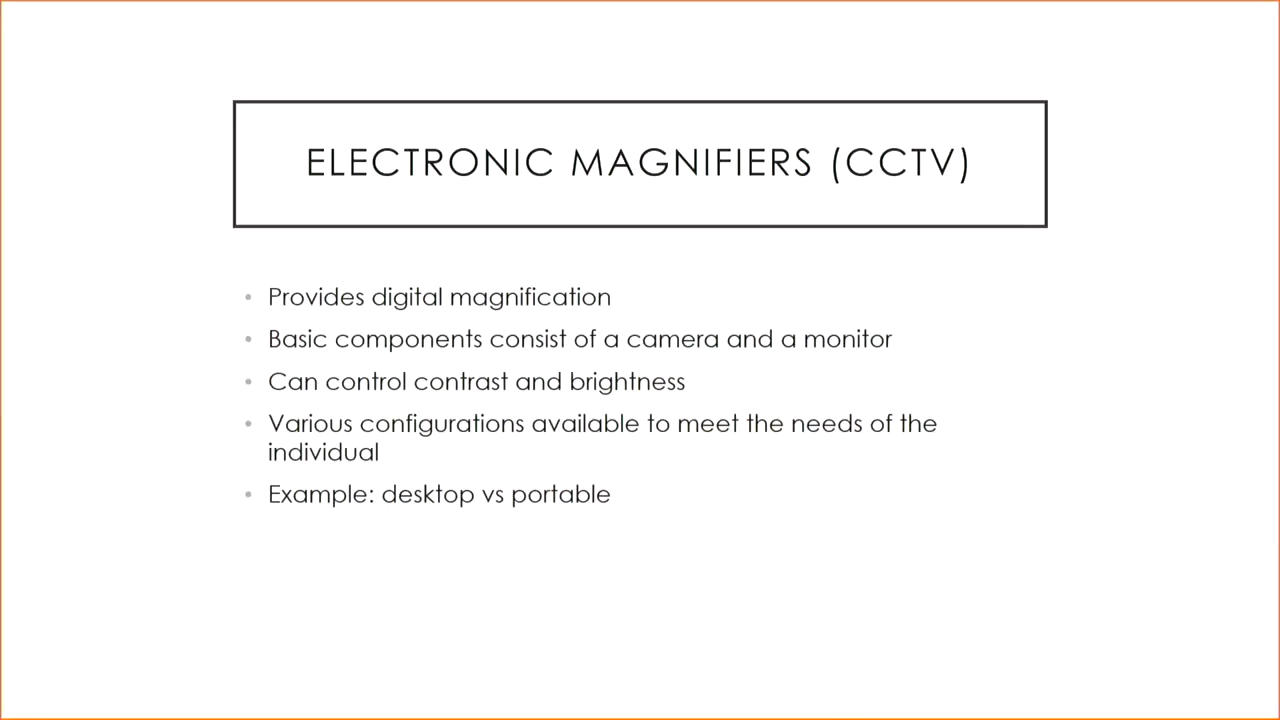 ELECTRONIC MAGNIFIERS (CCTV)
• Provides digital magnification
• Basic components consist of a camera and a monitor
• Can control contrast and brightness
• Various configurations available to meet the needs of the
individual
• Example: desktop vs portable